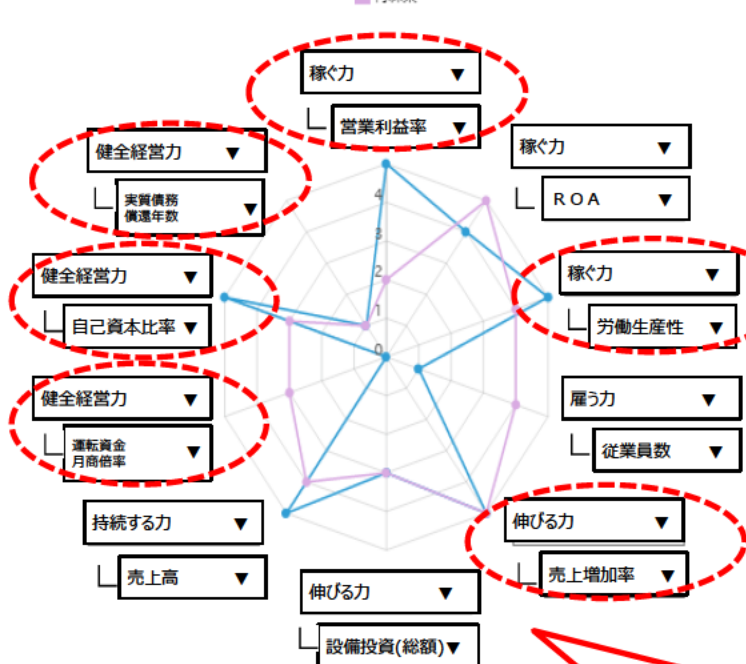 稼ぐ力 ▼
営業利益率 ▼
健全経営力 ▼
実質債務
償還年数 ▼
稼ぐ力 ▼
ＲＯＡ ▼
健全経営力 ▼
自己資本比率 ▼
稼ぐ力 ▼
労働生産性 ▼
4
3
2
1
0
健全経営力 ▼
運転資金
月商倍率 ▼
雇う力 ▼
従業員数 ▼
持続する力 ▼
売上高 ▼
伸びる力 ▼
売上増加率 ▼
伸びる力 ▼
設備投資(総額)▼